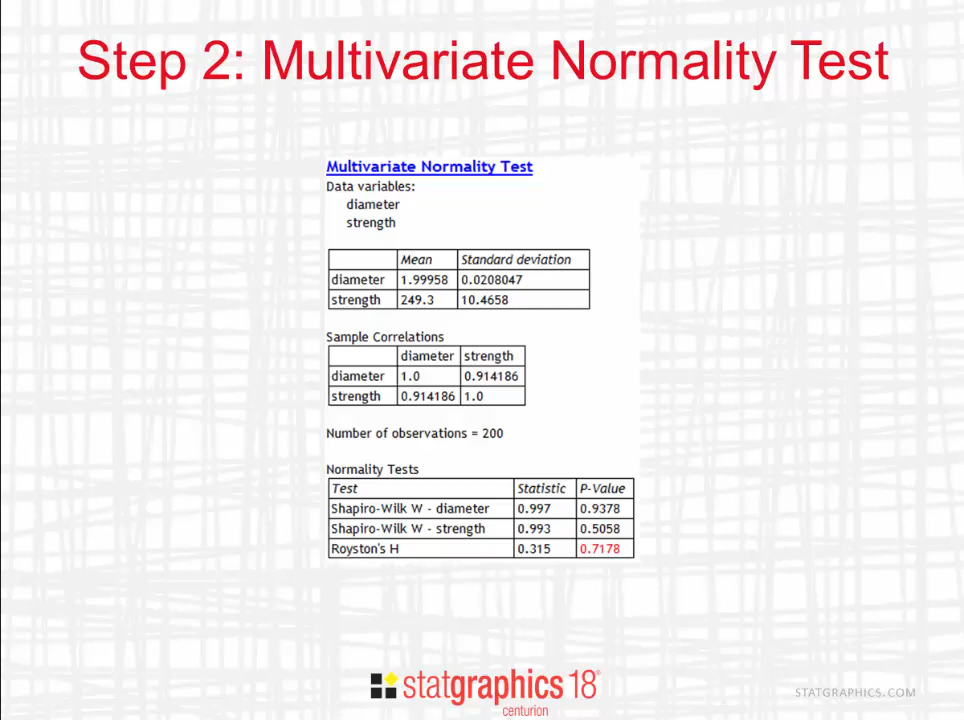 Step 2: Multivariate Normality Test
Multivariate Normality Test
Data variables:
diameter
strength
Mean Standard deviation
diameter 1.99958 0.0208047
strength 249.3 10.4658
Sample Correlations
diameter strength
diameter 1.0 0.914186
strength 0.914186 1.0
Number of observations = 200
Normality Tests
Test Statistic P-Value
Shapiro-Wilk W - diameter 0.997 0.9378
Shapiro-Wilk W - strength 0.993 0.5058
Royston's H 0.315 0.7178
statgraphics 18®
centurion
STATGRAPHICS.COM